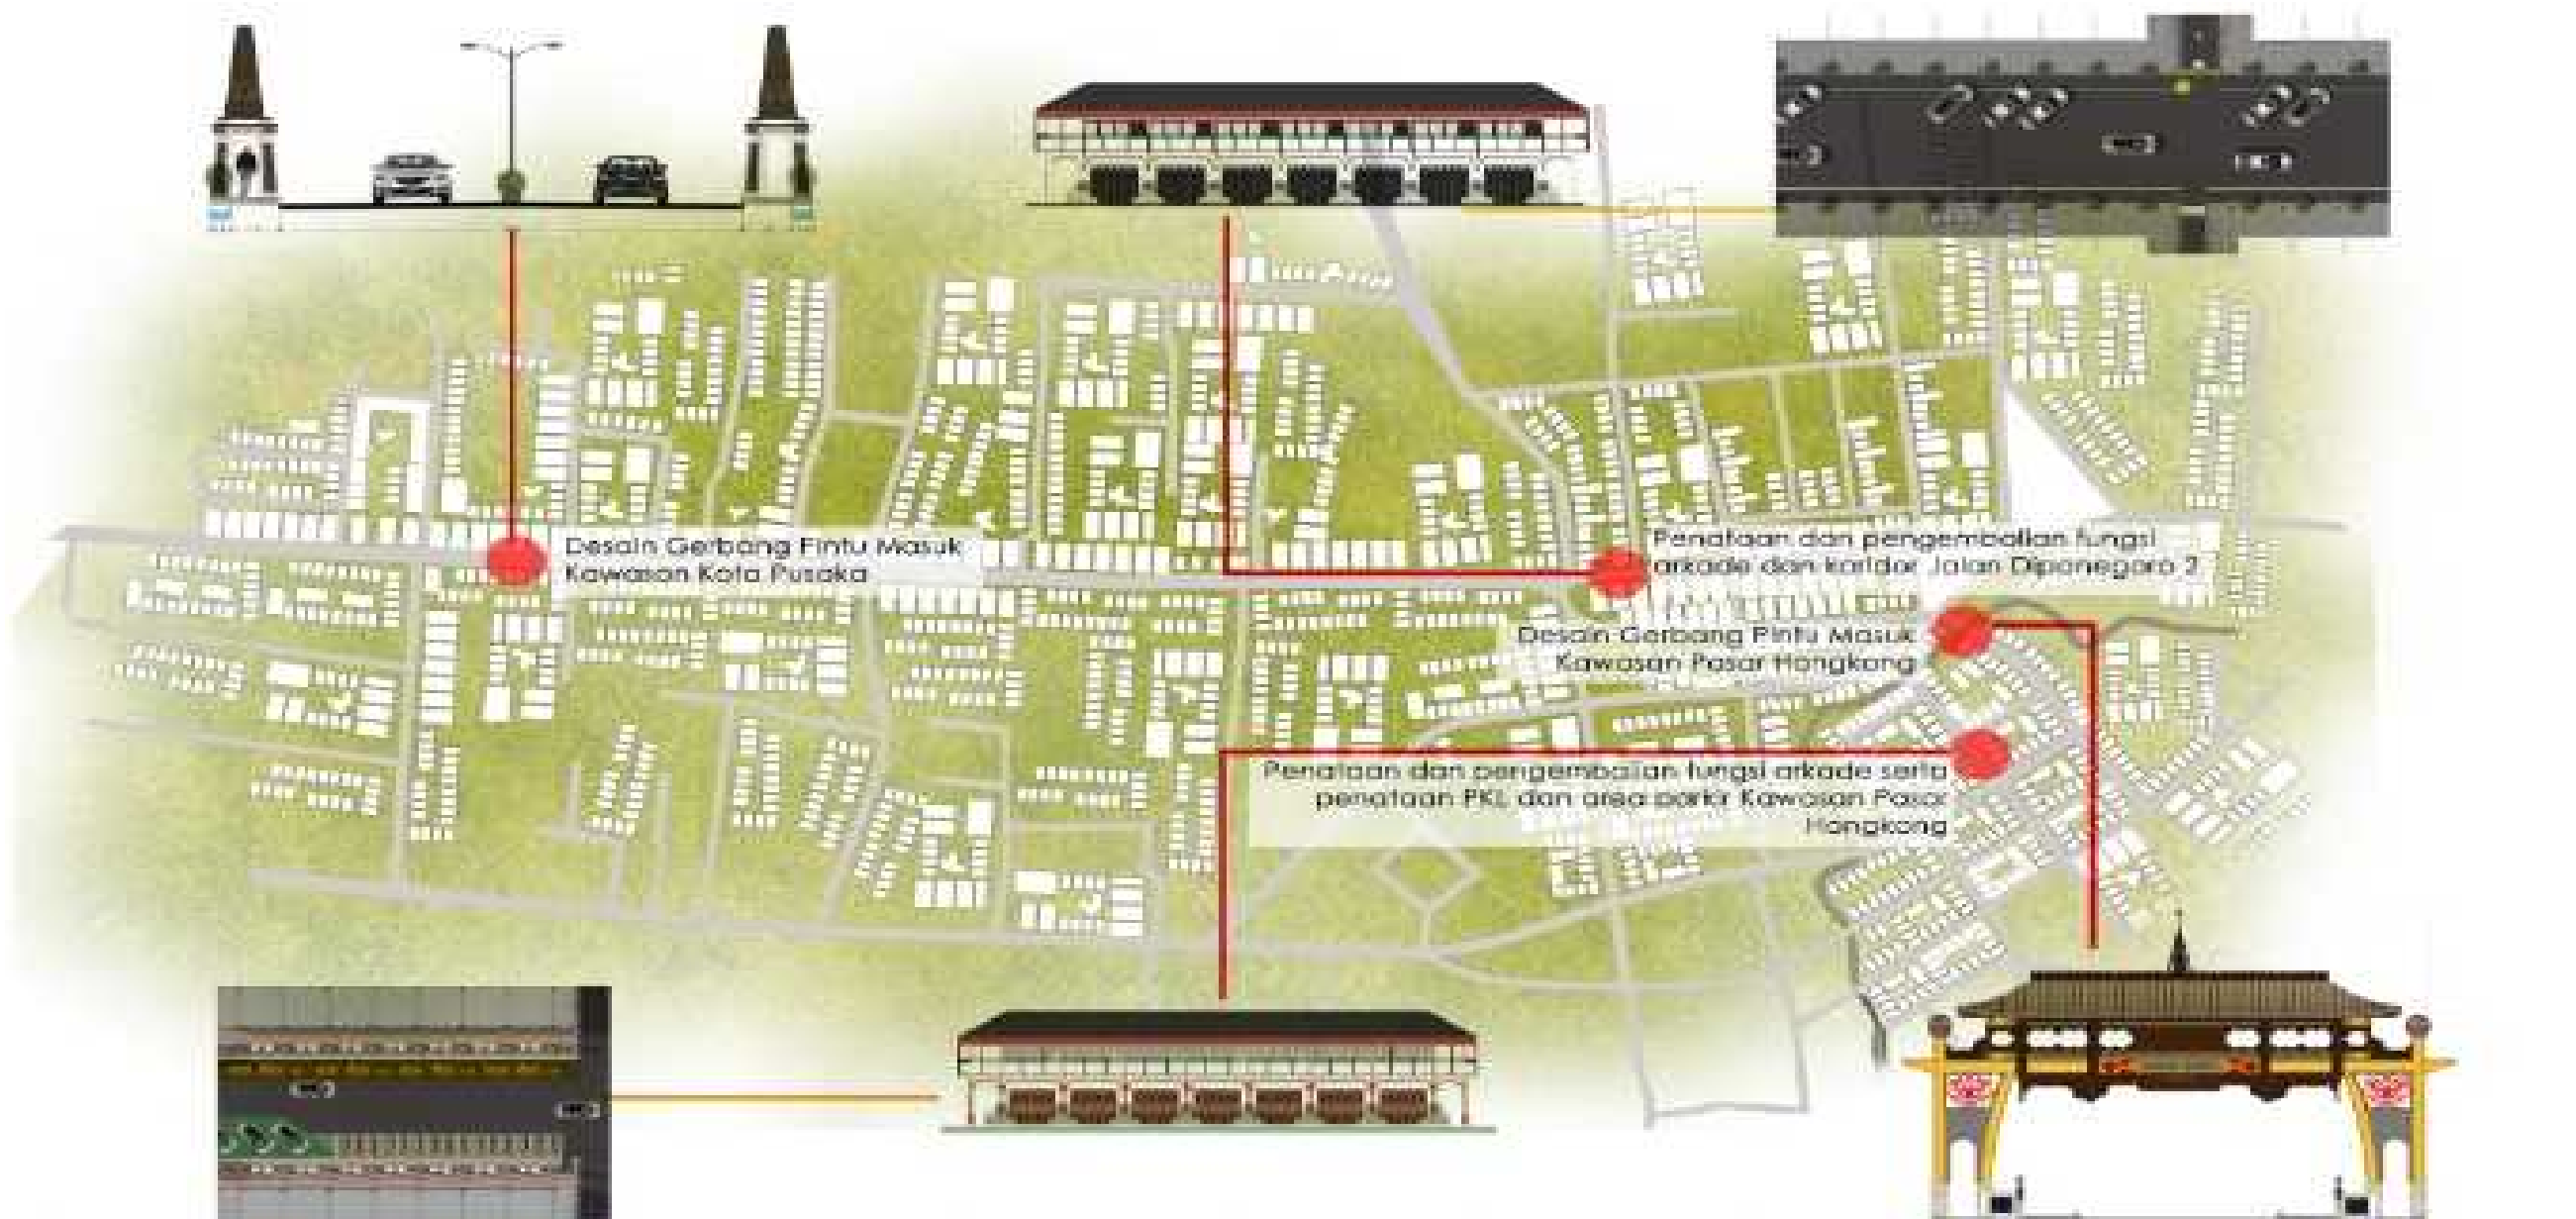 Desain Gerbang Pintu Masuk
Kawasan Kota Pusaka
Penataan dan pengembalian fungsi
arkade dan koridor Jalan Diponegoro 2
Desain Gerbang Pintu Masuk
Kawasan Pasar Hongkong
Penataan dan pengembalian fungsi arkade serta
penataan PKL dan area parkir Kawasan Pasar
Hongkong